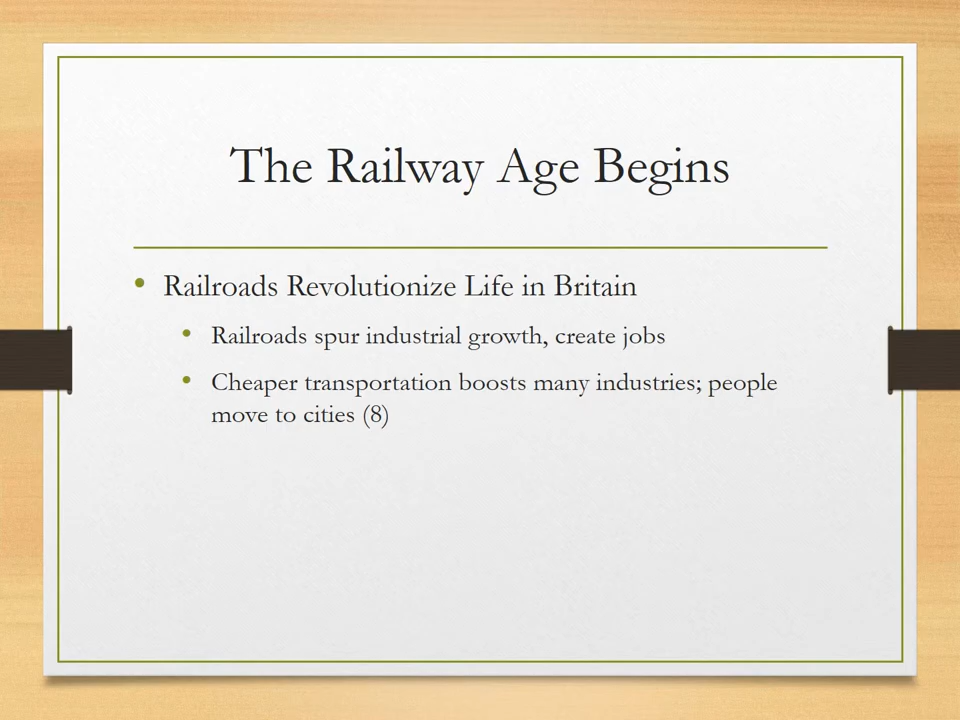 The Railway Age Begins
• Railroads Revolutionize Life in Britain
• Railroads spur industrial growth, create jobs
• Cheaper transportation boosts many industries; people
move to cities (8)